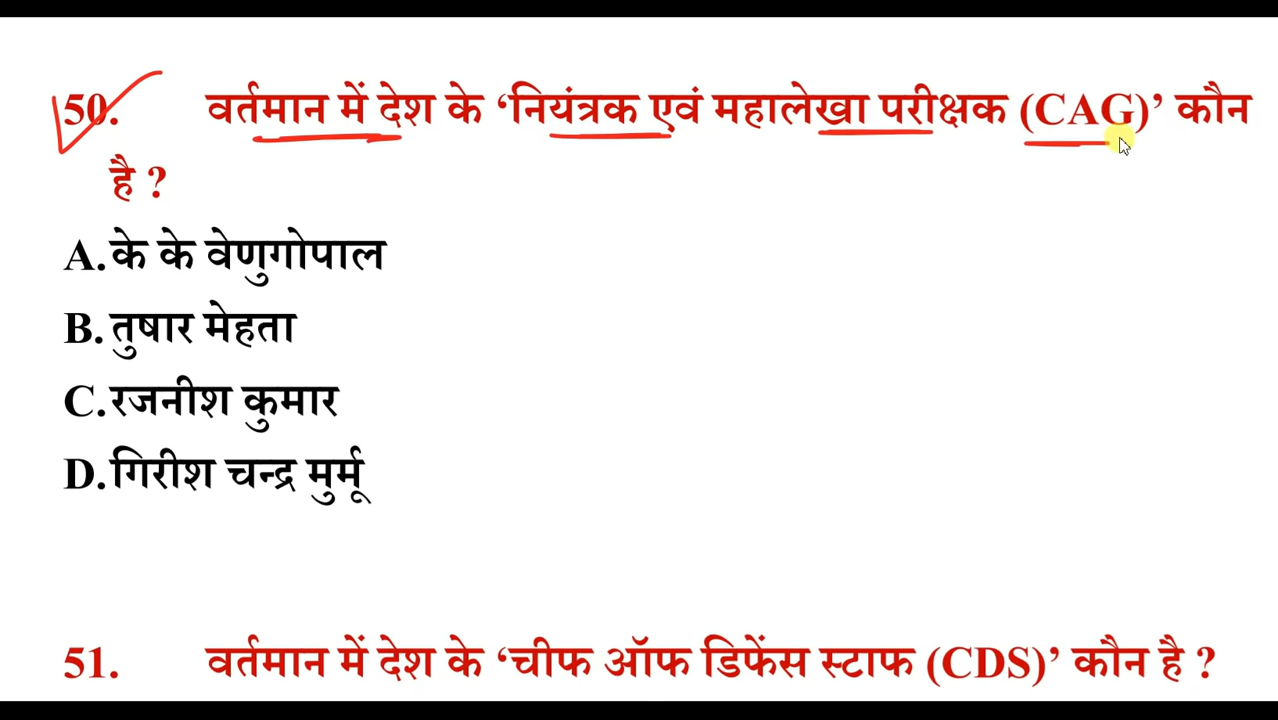 50. वर्तमान में देश के ‘नियंत्रक एवं महालेखा परीक्षक (CAG)’ कौन
है ?
A. के के वेणुगोपाल
B. तुषार मेहता
C. रजनीश कुमार
D. गिरीश चन्द्र मुर्मू
51. वर्तमान में देश के ‘चीफ ऑफ डिफेंस स्टाफ (CDS)’ कौन है ?